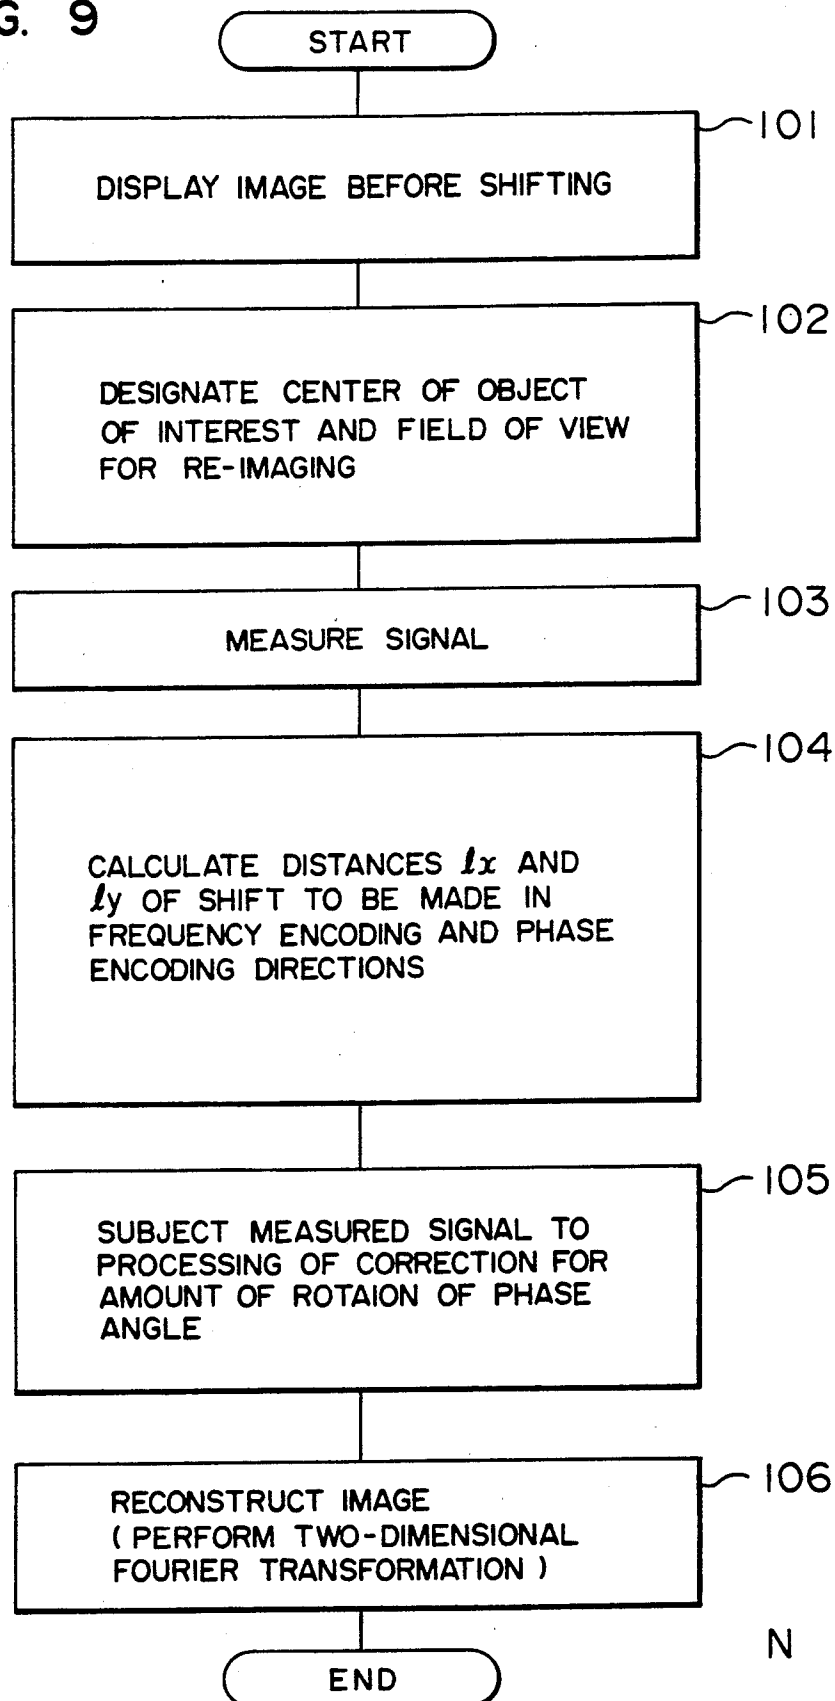 G. 9
START
101
DISPLAY IMAGE BEFORE SHIFTING
102
DESIGNATE CENTER OF OBJECT
OF INTEREST AND FIELD OF VIEW
FOR RE-IMAGING
103
MEASURE SIGNAL
104
CALCULATE DISTANCES lx AND
ly OF SHIFT TO BE MADE IN
FREQUENCY ENCODING AND PHASE
ENCODING DIRECTIONS
105
SUBJECT MEASURED SIGNAL TO
PROCESSING OF CORRECTION FOR
AMOUNT OF ROTAION OF PHASE
ANGLE
106
RECONSTRUCT IMAGE
( PERFORM TWO-DIMENSIONAL
FOURIER TRANSFORMATION )
N
END